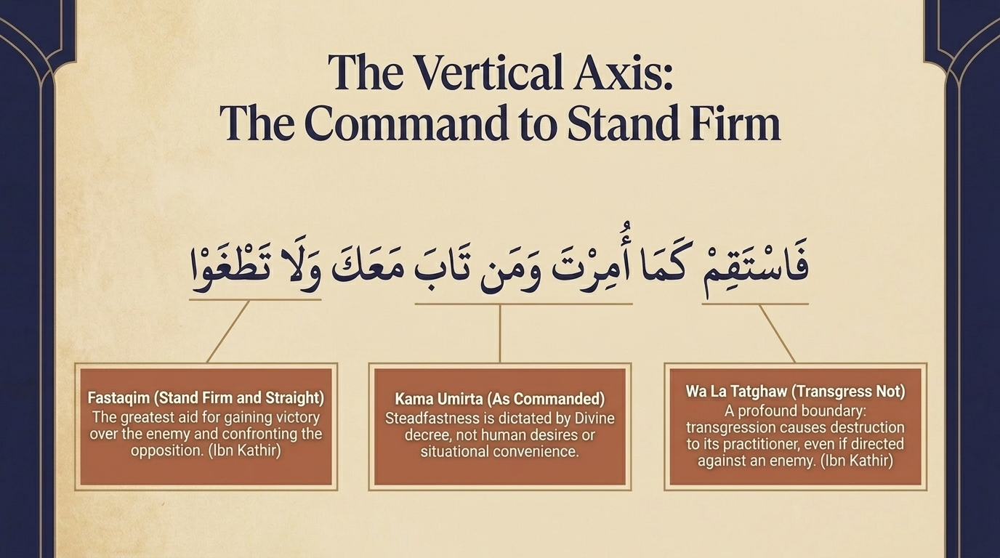 The Vertical Axis:
The Command to Stand Firm
فَاسْتَقِمْ كَمَا أُمِرْتَ وَمَن تَابَ مَعَكَ وَلَا تَطْغَوْا
Fastaqim (Stand Firm and Straight)
The greatest aid for gaining victory
over the enemy and confronting the
opposition. (Ibn Kathir)
Kama Umirta (As Commanded)
Steadfastness is dictated by Divine
decree, not human desires or
situational convenience.
Wa La Tatghaw (Transgress Not)
A profound boundary:
transgression causes destruction
to its practitioner, even if directed
against an enemy. (Ibn Kathir)